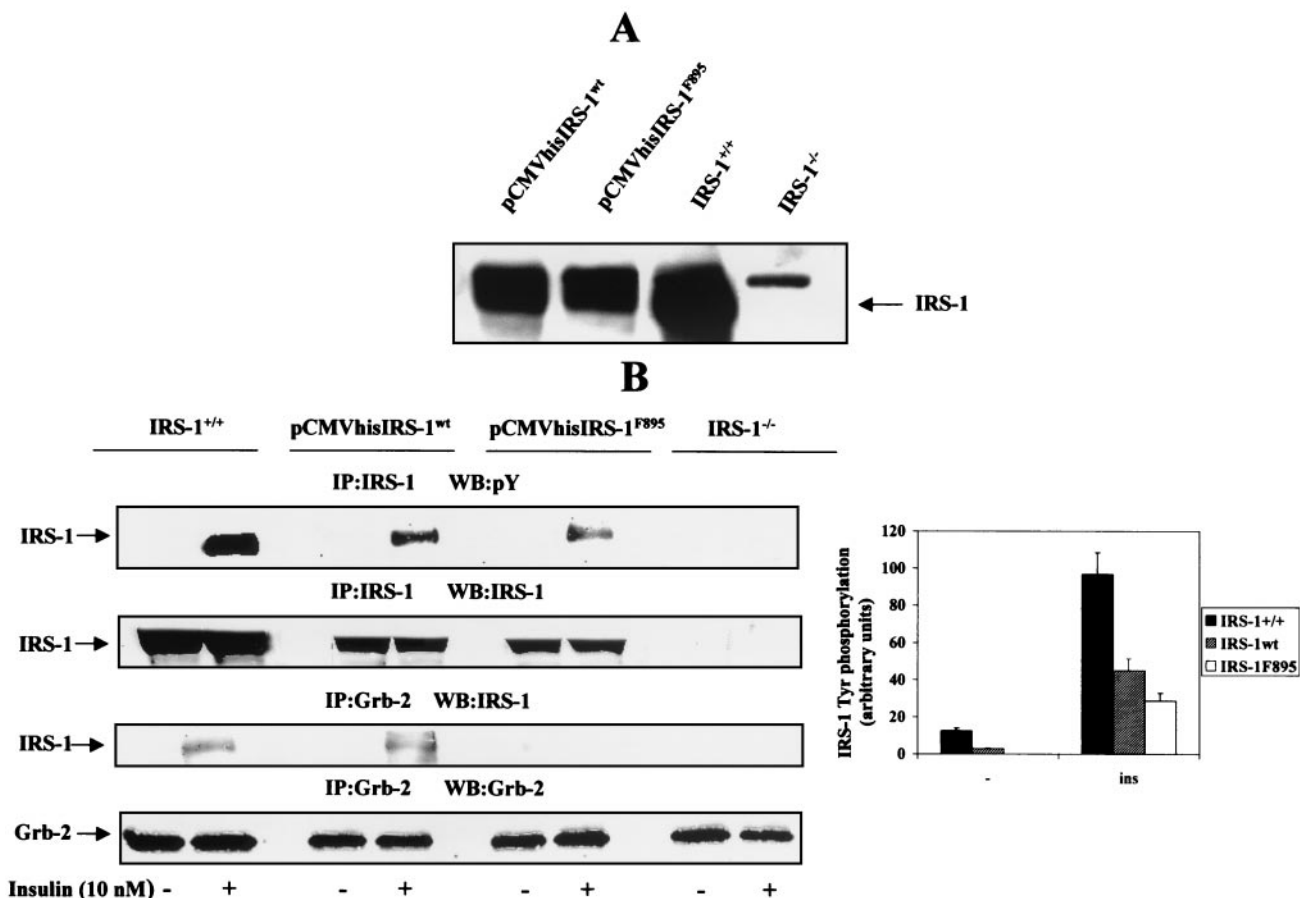 A
pCMVhisIRS-1wt
pCMVhisIRS-1F895
IRS-1+/+
IRS-1-/-
IRS-1
B
IRS-1+/+ pCMVhisIRS-1wt pCMVhisIRS-1F895 IRS-1-/-
IP:IRS-1 WB:pY
IRS-1
IP:IRS-1 WB:IRS-1
IRS-1
IP:Grb-2 WB:IRS-1
IRS-1
IP:Grb-2 WB:Grb-2
Grb-2
Insulin (10 nM) - + - + - + - +
IRS-1 Tyr phosphorylation
(arbitrary units)
120
100
80
60
40
20
0
- ins
IRS-1+/+
IRS-1wt
IRS-1F895